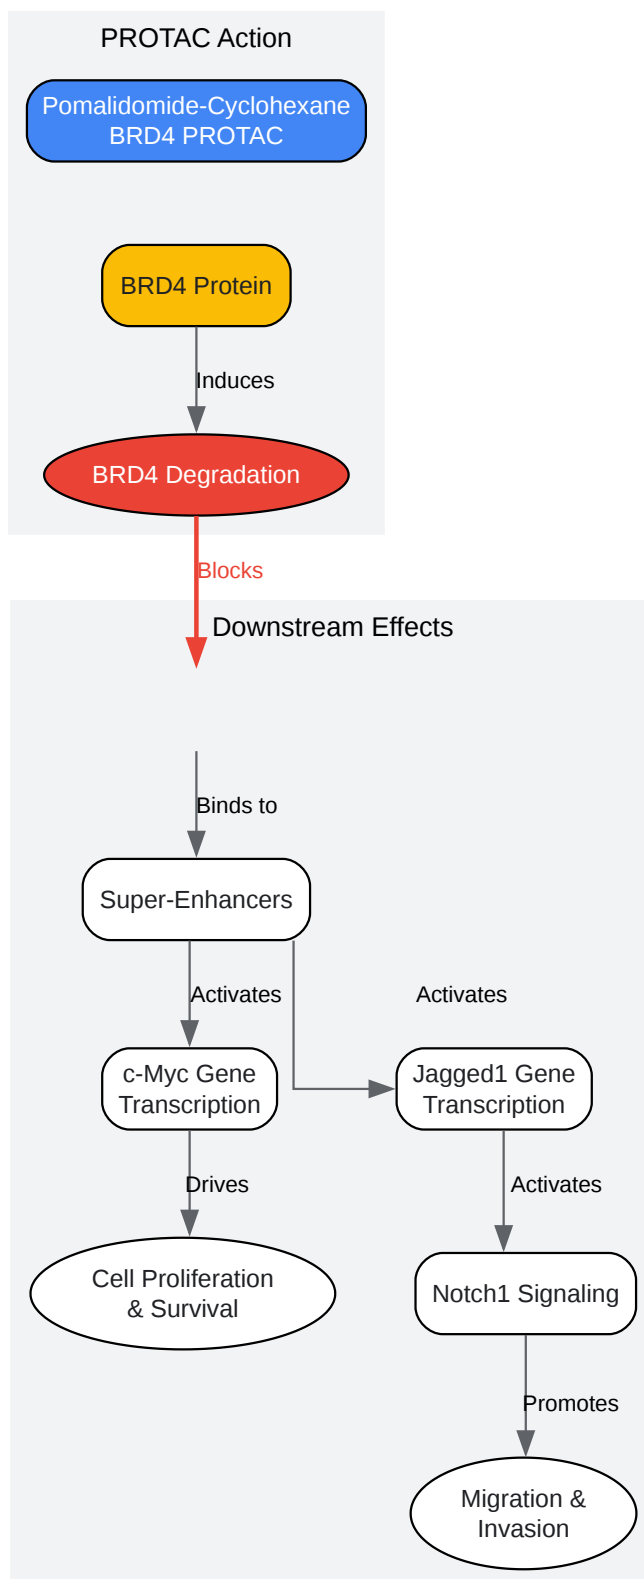 PROTAC Action
Pomalidomide-Cyclohexane
BRD4 PROTAC
BRD4 Protein
Induces
BRD4 Degradation
Blocks
Downstream Effects
Binds to
Super-Enhancers
Activates
Activates
c-Myc Gene
Transcription
Jagged1 Gene
Transcription
Drives
Activates
Cell Proliferation
& Survival
Notch1 Signaling
Promotes
Migration &
Invasion